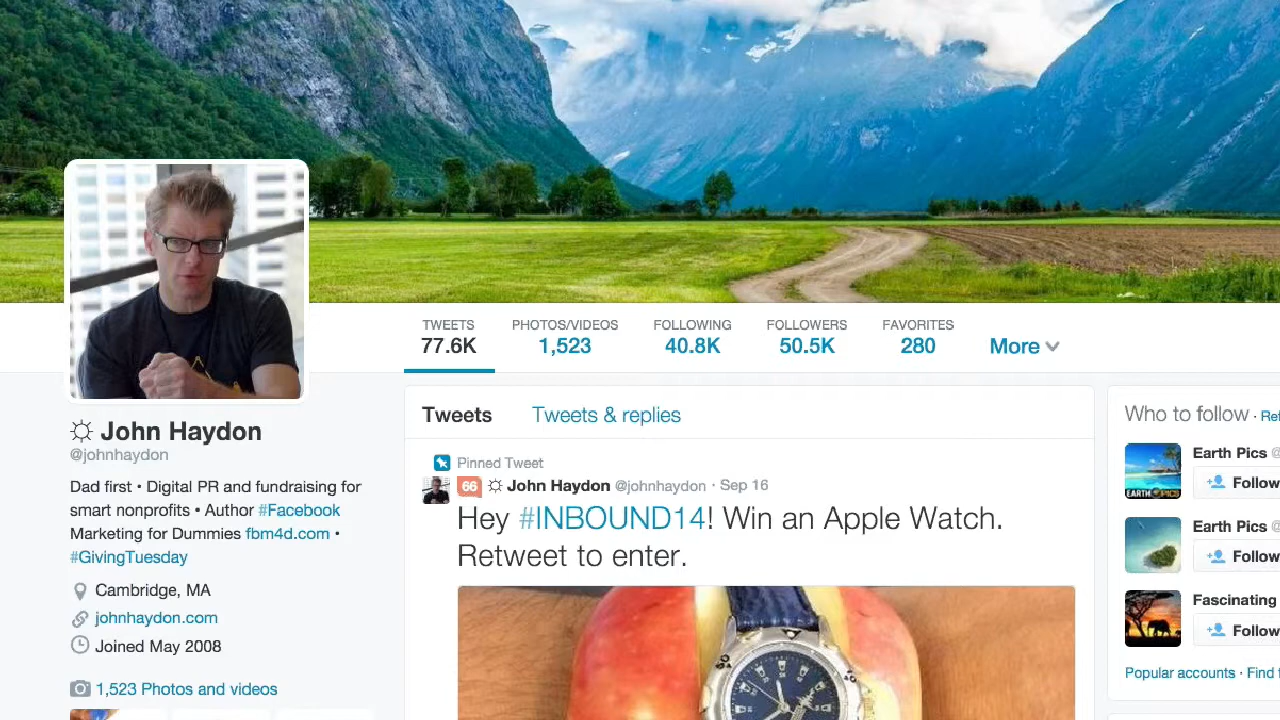 TWEETS PHOTOS/VIDEOS FOLLOWING FOLLOWERS FAVORITES
77.6K 1,523 40.8K 50.5K 280 More
John Haydon
@johnhaydon
Dad first • Digital PR and fundraising for
smart nonprofits • Author #Facebook
Marketing for Dummies fbm4d.com •
#GivingTuesday
Cambridge, MA
johnhaydon.com
Joined May 2008
1,523 Photos and videos
Tweets Tweets & replies
Pinned Tweet
66 John Haydon @johnhaydon · Sep 16
Hey #INBOUND14! Win an Apple Watch.
Retweet to enter.
Who to follow · Ref
Earth Pics @
EARTH PICS
Follow
Earth Pics @
Follow
Fascinating
Follow
Popular accounts · Find f